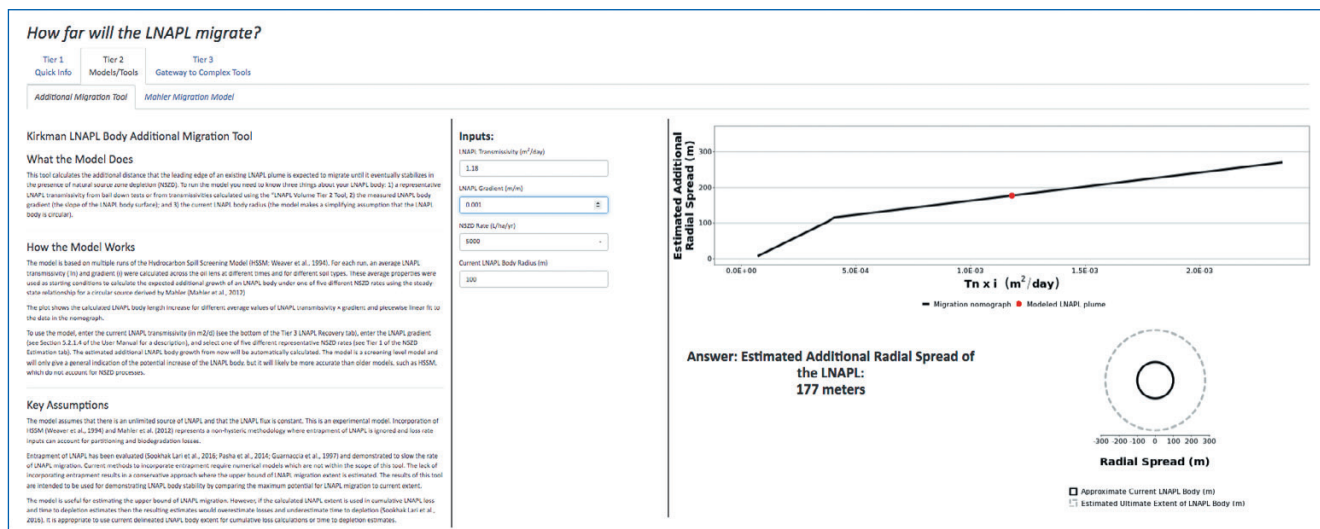 How far will the LNAPL migrate?
Tier 1
Quick Info
Tier 2
Models/Tools
Tier 3
Gateway to Complex Tools
Additional Migration Tool
Mahler Migration Model
Kirkman LNAPL Body Additional Migration Tool
What the Model Does
This tool calculates the additional distance that the leading edge of an existing LNAPL plume is expected to migrate until it eventually stabilizes in
the presence of natural source zone depletion (NSZD). To run the model you need to know three things about your LNAPL body: 1) a representative
LNAPL transmissivity from bail down tests or from transmissivities calculated using the "LNAPL Volume Tier 2 Tool, 2) the measured LNAPL body
gradient (the slope of the LNAPL body surface); and 3) the current LNAPL body radius (the model makes a simplifying assumption that the LNAPL
body is circular).
How the Model Works
The model is based on multiple runs of the Hydrocarbon Spill Screening Model (HSSM: Weaver et al., 1994). For each run, an average LNAPL
transmissivity (Tn) and gradient (i) were calculated across the oil lens at different times and for different soil types. These average properties were
used as starting conditions to calculate the expected additional growth of an LNAPL body under one of five different NSZD rates using the steady-
state relationship for a circular source derived by Mahler (Mahler et al., 2012)
The plot shows the calculated LNAPL body length increase for different average values of LNAPL transmissivity × gradient and piecewise linear fit to
the data in the nomograph.
To use the model, enter the current LNAPL transmissivity (in m2/d) (see the bottom of the Tier 3 LNAPL Recovery tab), enter the LNAPL gradient
(see Section 5.2.1.4 of the User Manual for a description), and select one of five different representative NSZD rates (see Tier 1 of the NSZD
Estimation tab). The estimated additional LNAPL body growth from now will be automatically calculated. The model is a screening level model and
will only give a general indication of the potential increase of the LNAPL body, but it will likely be more accurate than older models, such as HSSM,
which do not account for NSZD processes.
Key Assumptions
The model assumes that there is an unlimited source of LNAPL and that the LNAPL flux is constant. This is an experimental model. Incorporation of
HSSM (Weaver et al., 1994) and Mahler et al. (2012) represents a non-hysteric methodology where entrapment of LNAPL is ignored and loss rate
inputs can account for partitioning and biodegradation losses.
Entrapment of LNAPL has been evaluated (Sookhak Lari et al., 2016; Pasha et al., 2014; Guarnaccia et al., 1997) and demonstrated to slow the
rate of LNAPL migration. Current methods to incorporate entrapment require numerical models which are not within the scope of this tool. The lack of
incorporating entrapment results in a conservative approach where the upper bound of LNAPL migration extent is estimated. The results of this tool
are intended to be used for demonstrating LNAPL body stability by comparing the maximum potential for LNAPL migration to current extent.
The model is useful for estimating the upper bound of LNAPL migration. However, if the calculated LNAPL extent is used in cumulative LNAPL loss
and time to depletion estimates then the resulting estimates would overestimate losses and underestimate time to depletion (Sookhak Lari et al.,
2016). It is appropriate to use current delineated LNAPL body extent for cumulative loss calculations or time to depletion estimates.
Inputs:
LNAPL Transmissivity (m²/day)
1.18
LNAPL Gradient (m/m)
0.001
NSZD Rate (L/ha/yr)
5000
Current LNAPL Body Radius (m)
100
Estimated Additional
Radial Spread (m)
300
200
100
0
0.0E+00
5.0E-04
1.0E-03
1.5E-03
2.0E-03
Tn x i (m²/day)
Migration nomograph
Modeled LNAPL plume
Answer: Estimated Additional Radial Spread of
the LNAPL:
177 meters
-300 -200 -100 0 100 200 300
Radial Spread (m)
Approximate Current LNAPL Body (m)
Estimated Ultimate Extent of LNAPL Body (m)